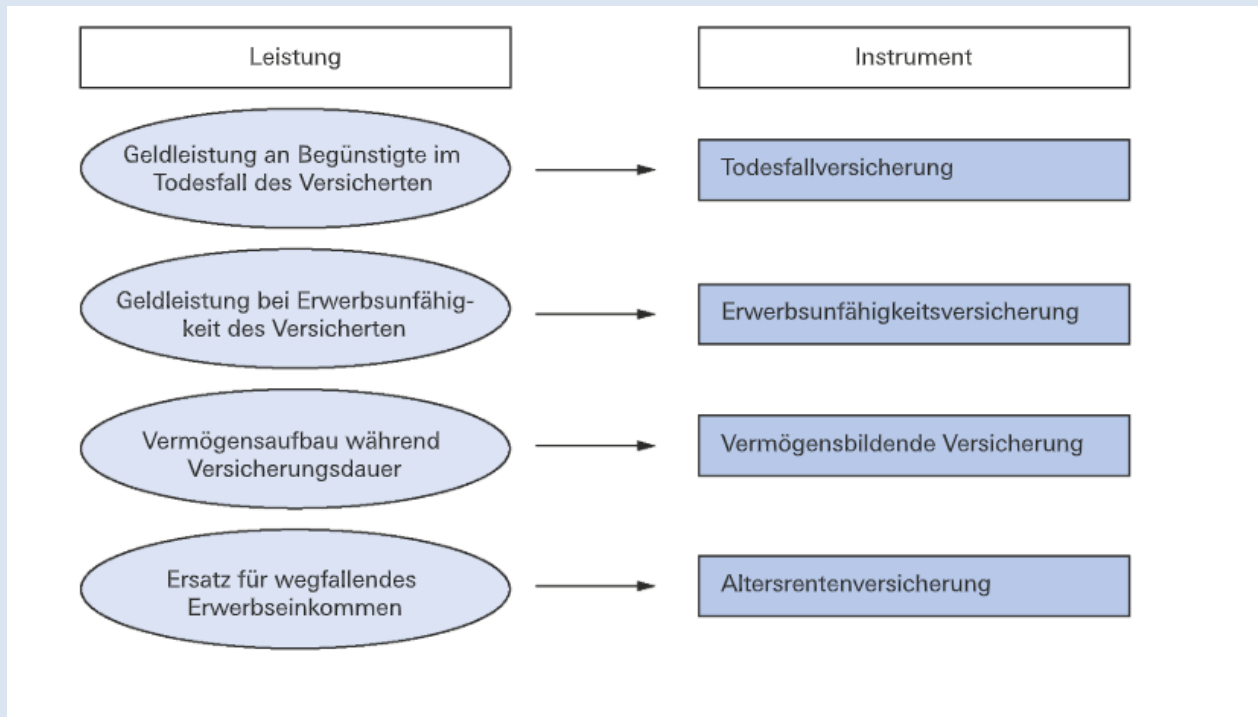 Leistung
Instrument
Geldleistung an Begünstigte im
Todesfall des Versicherten
Todesfallversicherung
Geldleistung bei Erwerbsunfähig-
keit des Versicherten
Erwerbsunfähigkeitsversicherung
Vermögensaufbau während
Versicherungsdauer
Vermögensbildende Versicherung
Ersatz für wegfallendes
Erwerbseinkommen
Altersrentenversicherung